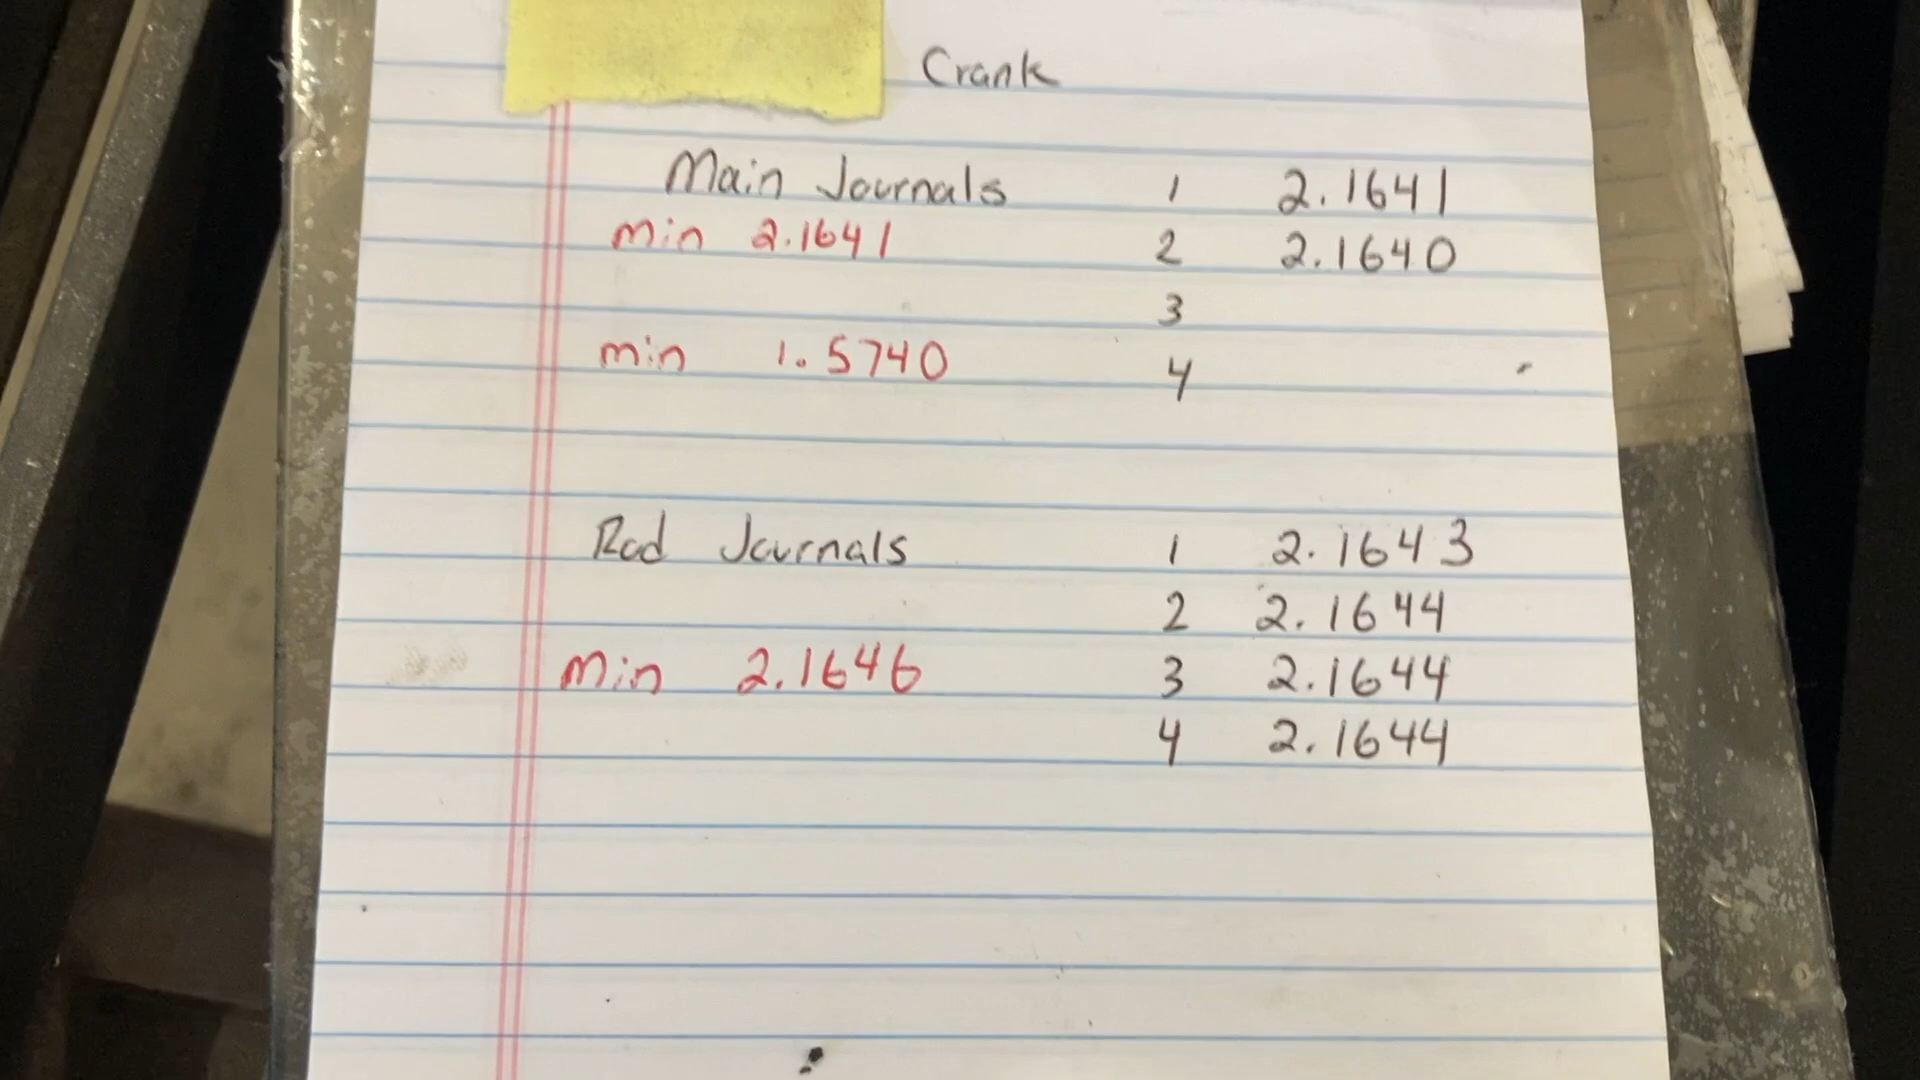 Crank
Main Journals 1 2.1641
min 2.1641 2 2.1640
3
min 1.5740 4
Rod Journals 1 2.1643
2 2.1644
Min 2.1646 3 2.1644
4 2.1644